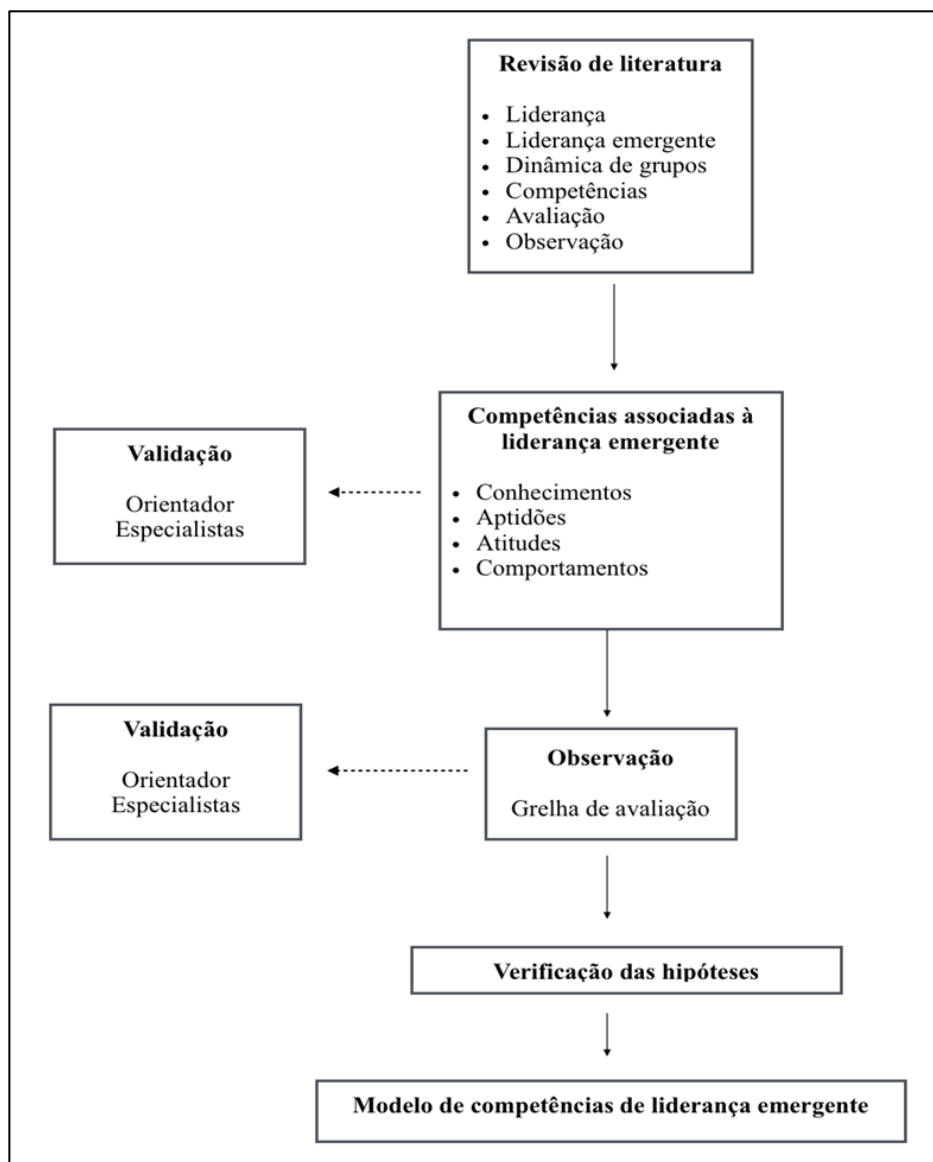 Revisão de literatura
• Liderança
• Liderança emergente
• Dinâmica de grupos
• Competências
• Avaliação
• Observação
Competências associadas à
liderança emergente
• Conhecimentos
• Aptidões
• Atitudes
• Comportamentos
Validação
Orientador
Especialistas
Validação
Orientador
Especialistas
Observação
Grelha de avaliação
Verificação das hipóteses
Modelo de competências de liderança emergente